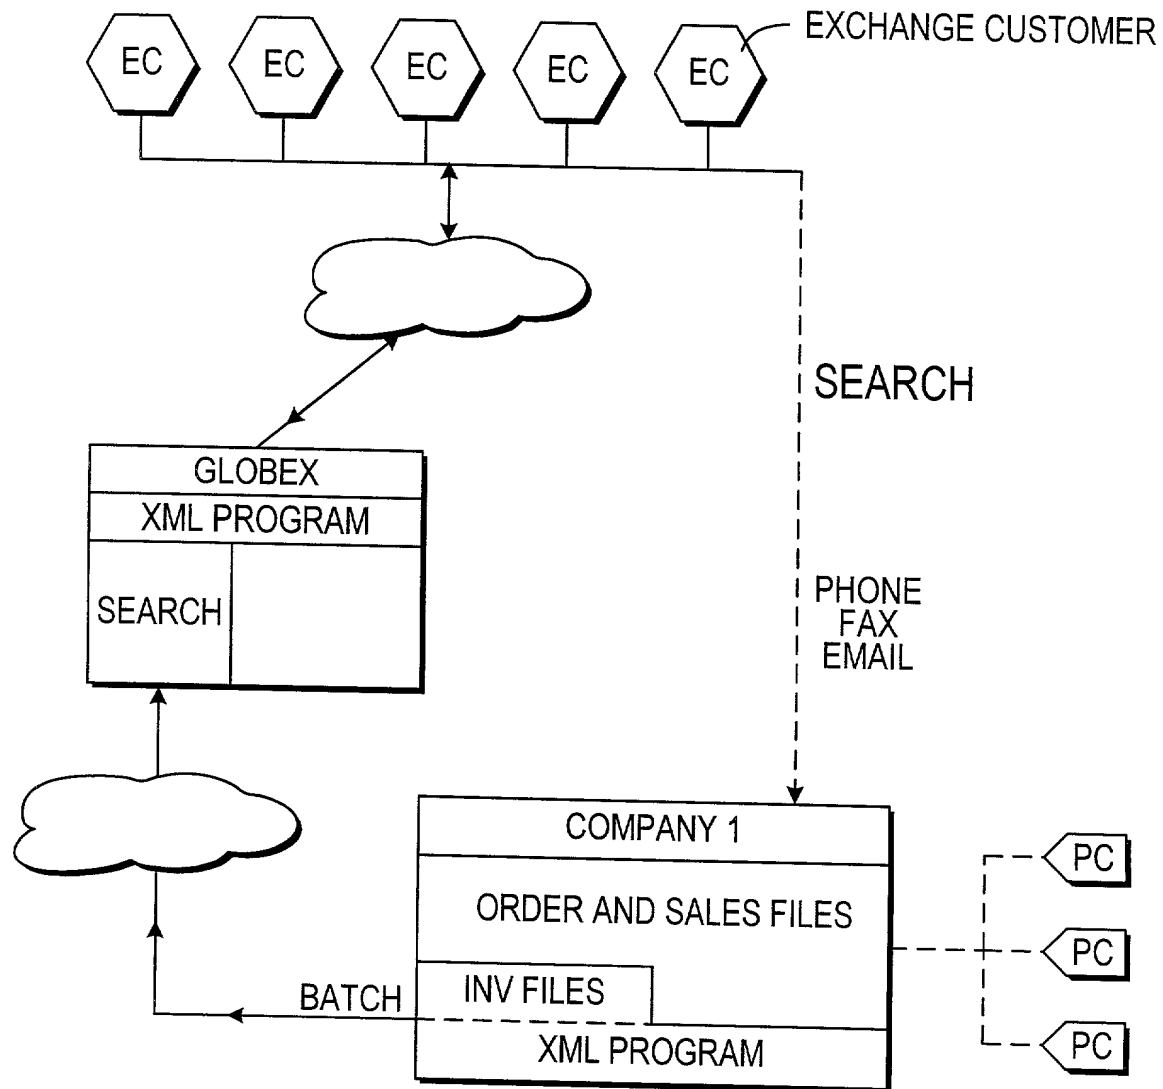 EC EC EC EC EC
EXCHANGE CUSTOMER
SEARCH
GLOBEX
XML PROGRAM
SEARCH
PHONE
FAX
EMAIL
COMPANY 1
ORDER AND SALES FILES
INV FILES
XML PROGRAM
BATCH
PC
PC
PC